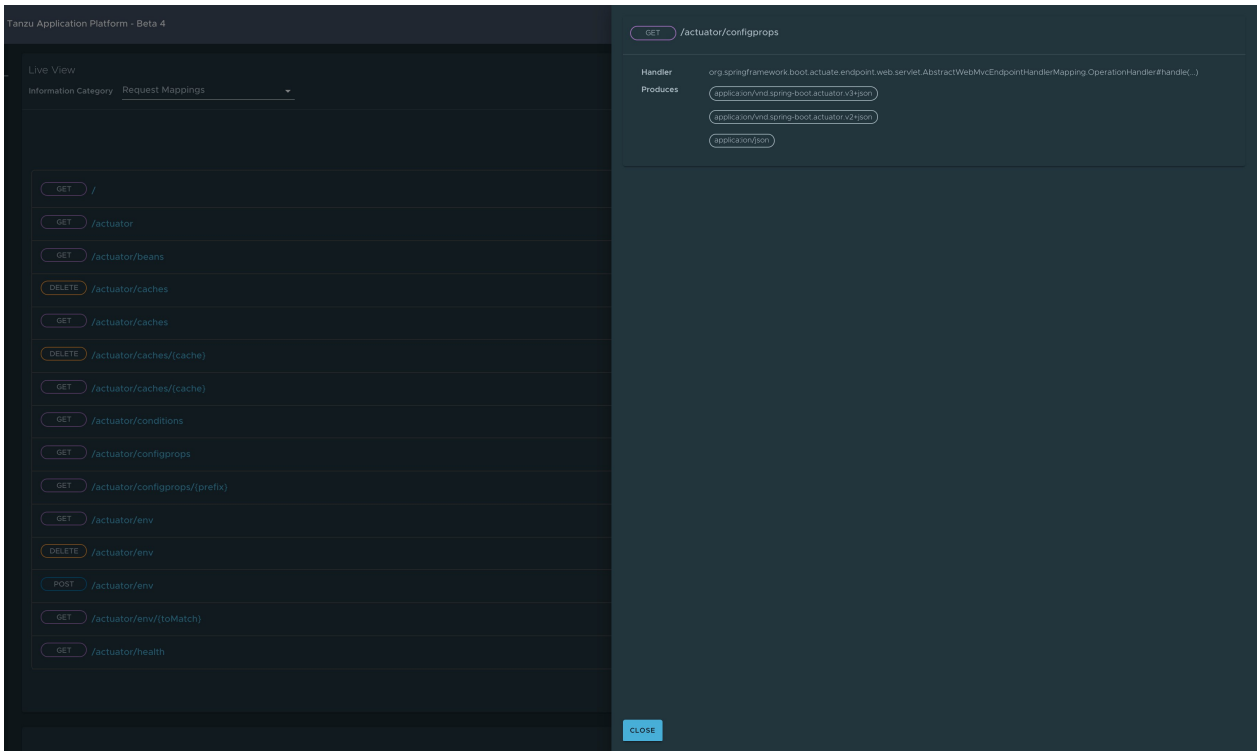 Tanzu Application Platform - Beta 4
Live View
Information Category Request Mappings
GET /
GET /actuator
GET /actuator/beans
DELETE /actuator/caches
GET /actuator/caches
DELETE /actuator/caches/{cache}
GET /actuator/caches/{cache}
GET /actuator/conditions
GET /actuator/configprops
GET /actuator/configprops/{prefix}
GET /actuator/env
DELETE /actuator/env
POST /actuator/env
GET /actuator/env/{toMatch}
GET /actuator/health
GET /actuator/configprops
Handler org.springframework.boot.actuate.endpoint.web.servlet.AbstractWebMvcEndpointHandlerMapping.OperationHandler#handle(...)
Produces application/vnd.spring-boot.actuator.v3+json
application/vnd.spring-boot.actuator.v2+json
application/json
CLOSE